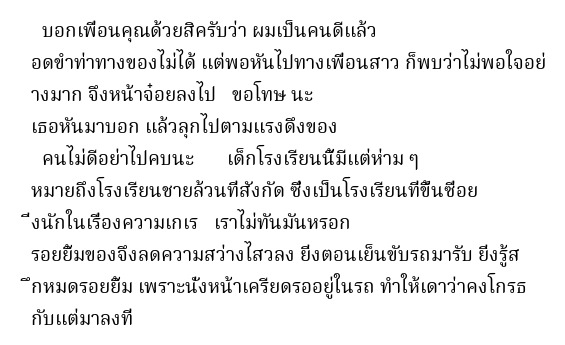 บอกเพื่อนคุณด้วยสิครับว่า ผมเป็นคนดีแล้ว
อดขำท่าทางของไม่ได้ แต่พอหันไปทางเพื่อนสาว ก็พบว่าไม่พอใจอย่
างมาก จึงหน้าจ๋อยลงไป ขอโทษ นะ
เธอหันมาบอก แล้วลุกไปตามแรงดึงของ
คนไม่ดีอย่าไปคบนะ เด็กโรงเรียนนี้มีแต่ห่าม ๆ
หมายถึงโรงเรียนชายล้วนที่สังกัด ซึ่งเป็นโรงเรียนที่ขึ้นชื่อย
ิ่งนักในเรื่องความเกเร เราไม่ทันมันหรอก
รอยยิ้มของจึงลดความสว่างไสวลง ยิ่งตอนเย็นขับรถมารับ ยิ่งรู้ส
ึกหมดรอยยิ้ม เพราะนั่งหน้าเครียดรออยู่ในรถ ทำให้เดาว่าคงโกรธ
กับแต่มาลงที่